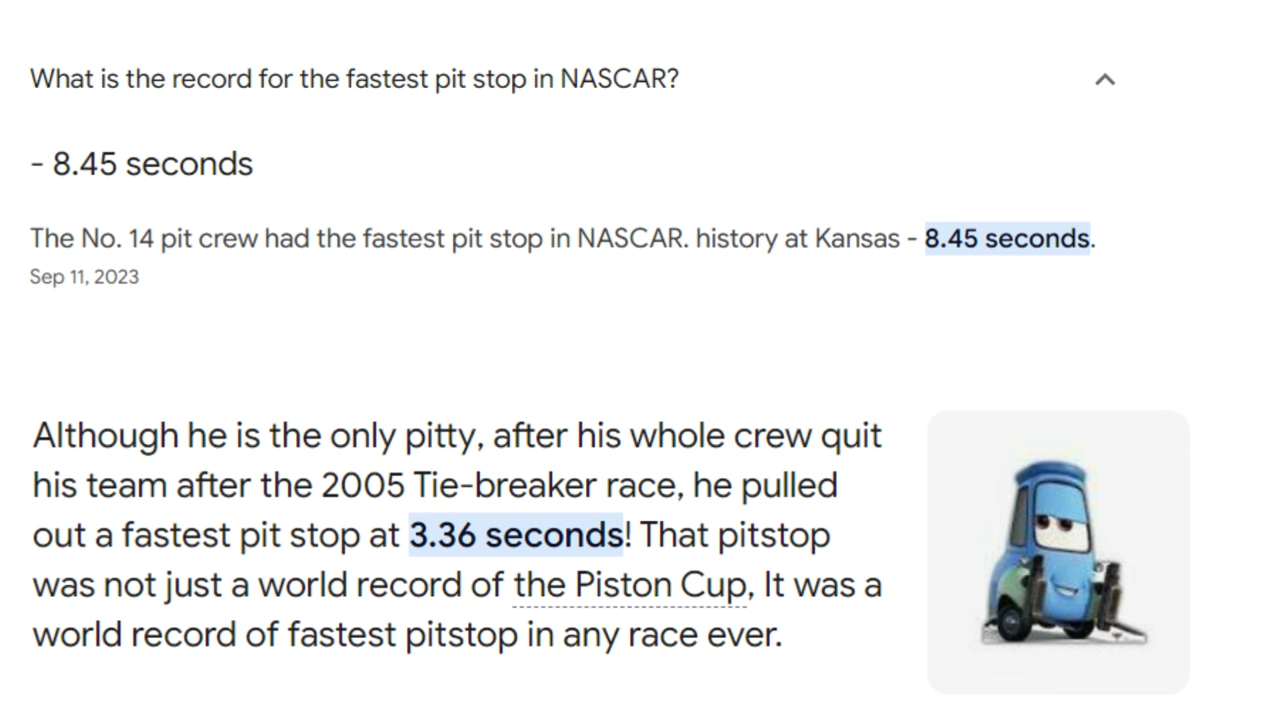 What is the record for the fastest pit stop in NASCAR?
- 8.45 seconds
The No. 14 pit crew had the fastest pit stop in NASCAR. history at Kansas - 8.45 seconds.
Sep 11, 2023
Although he is the only pitty, after his whole crew quit
his team after the 2005 Tie-breaker race, he pulled
out a fastest pit stop at 3.36 seconds! That pitstop
was not just a world record of the Piston Cup, It was a
world record of fastest pitstop in any race ever.